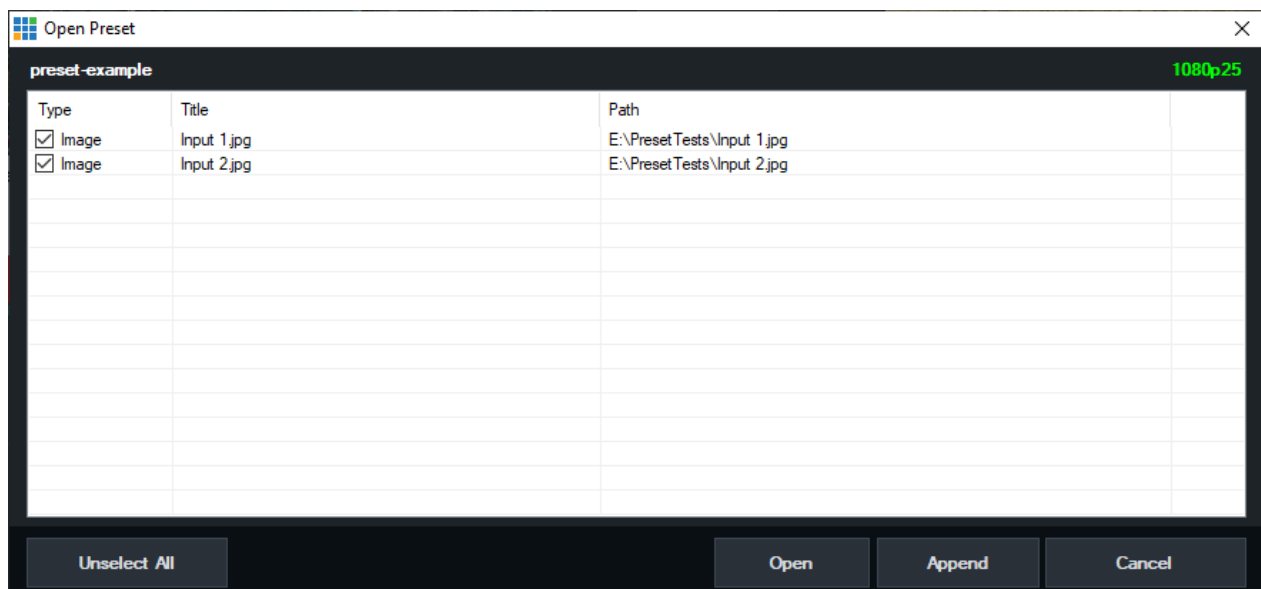 Open Preset
preset-example 1080p25
Type Title Path
Image Input 1.jpg E:\PresetTests\Input 1.jpg
Image Input 2.jpg E:\PresetTests\Input 2.jpg
Unselect All Open Append Cancel